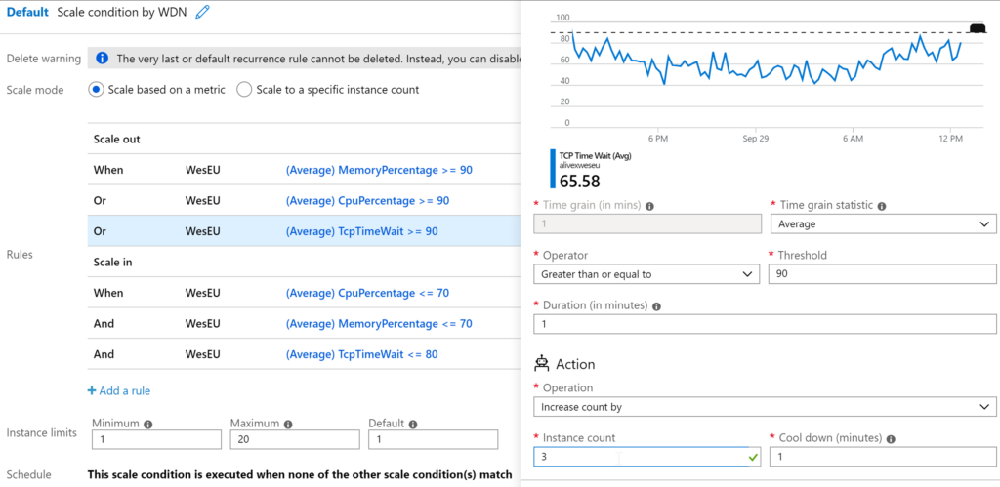 Default Scale condition by WDN
Delete warning
The very last or default recurrence rule cannot be deleted. Instead, you can disable
Scale mode
Scale based on a metric
Scale to a specific instance count
Rules
Scale out
When WesEU (Average) MemoryPercentage >= 90
Or WesEU (Average) CpuPercentage >= 90
Or WesEU (Average) TcpTimeWait >= 90
Scale in
When WesEU (Average) CpuPercentage <= 70
And WesEU (Average) MemoryPercentage <= 70
And WesEU (Average) TcpTimeWait <= 80
+ Add a rule
Instance limits
Minimum
1
Maximum
20
Default
1
Schedule
This scale condition is executed when none of the other scale condition(s) match
100
80
60
40
20
0
6 PM Sep 29 6 AM 12 PM
TCP Time Wait (Avg)
alivexweseu
65.58
* Time grain (in mins)
1
* Time grain statistic
Average
* Operator
Greater than or equal to
* Threshold
90
* Duration (in minutes)
1
Action
* Operation
Increase count by
* Instance count
3
* Cool down (minutes)
1